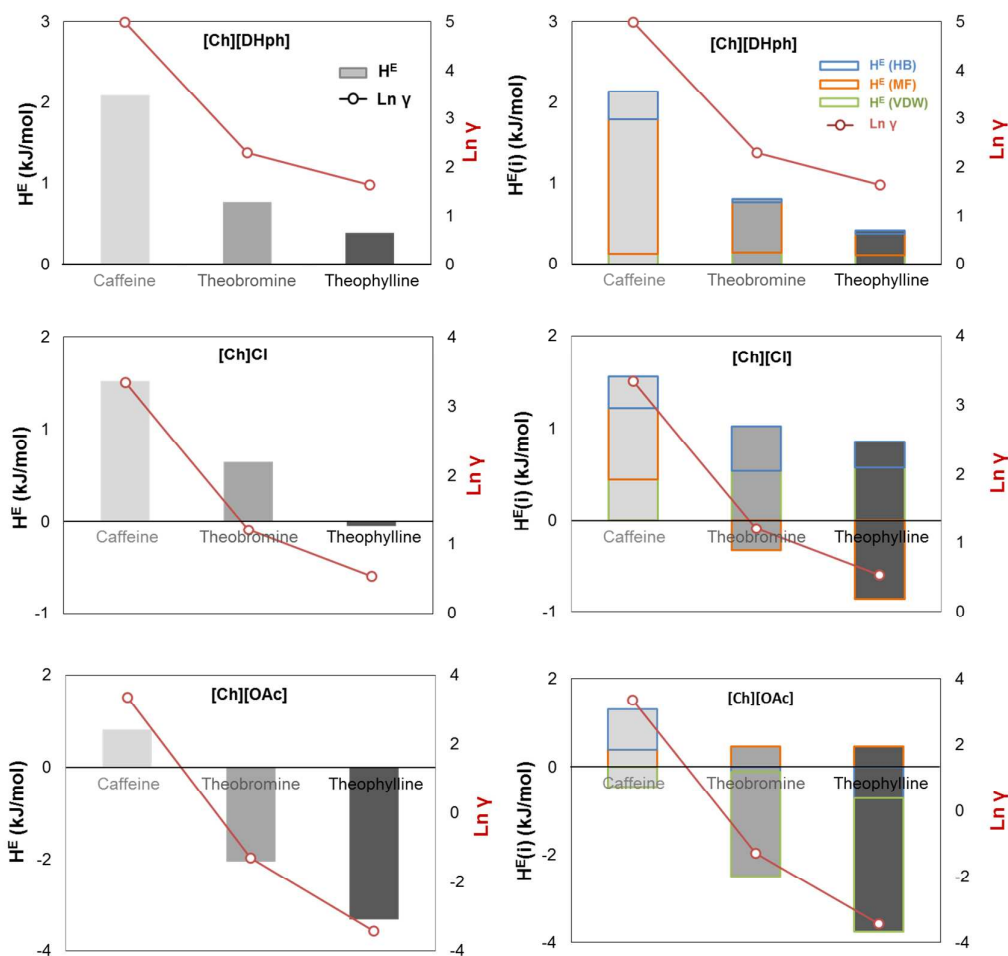 [Ch][DHph]
H^E
Ln γ
H^E (kJ/mol)
3
2
1
0
Caffeine Theobromine Theophylline
5
4
3
2
1
0
Ln γ
[Ch][DHph]
H^E (HB)
H^E (MF)
H^E (VDW)
Ln γ
H^E(i) (kJ/mol)
3
2
1
0
Caffeine Theobromine Theophylline
5
4
3
2
1
0
Ln γ
[Ch]Cl
H^E (kJ/mol)
2
1
0
-1
Caffeine Theobromine Theophylline
4
3
2
1
0
Ln γ
[Ch][Cl]
H^E(i) (kJ/mol)
2
1
0
-1
Caffeine Theobromine Theophylline
4
3
2
1
0
Ln γ
[Ch][OAc]
H^E (kJ/mol)
2
0
-2
-4
Caffeine Theobromine Theophylline
4
2
0
-2
-4
Ln γ
[Ch][OAc]
H^E(i) (kJ/mol)
2
0
-2
-4
Caffeine Theobromine Theophylline
4
2
0
-2
-4
Ln γ